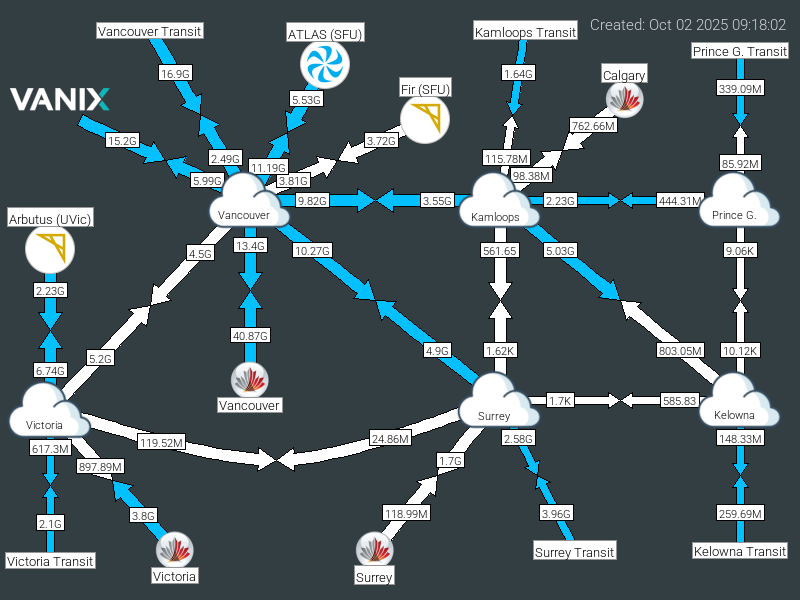 Created: Oct 02 2025 09:18:02
Vancouver Transit
ATLAS (SFU)
Kamloops Transit
Prince G. Transit
16.9G
1.64G
Calgary
339.09M
VANIX
5.53G
Fir (SFU)
762.66M
15.2G
3.72G
2.49G
115.78M
85.92M
11.19G
98.38M
5.99G
3.81G
9.82G
3.55G
2.23G
444.31M
Vancouver
Kamloops
Prince G.
Arbutus (UVic)
4.5G
13.4G
10.27G
561.65
5.03G
9.06K
2.23G
40.87G
5.2G
4.9G
1.62K
803.05M
10.12K
6.74G
Vancouver
1.7K
585.83
Victoria
Surrey
Kelowna
617.3M
119.52M
24.86M
2.58G
148.33M
897.89M
1.7G
2.1G
3.8G
118.99M
3.96G
259.69M
Victoria Transit
Victoria
Surrey
Surrey Transit
Kelowna Transit